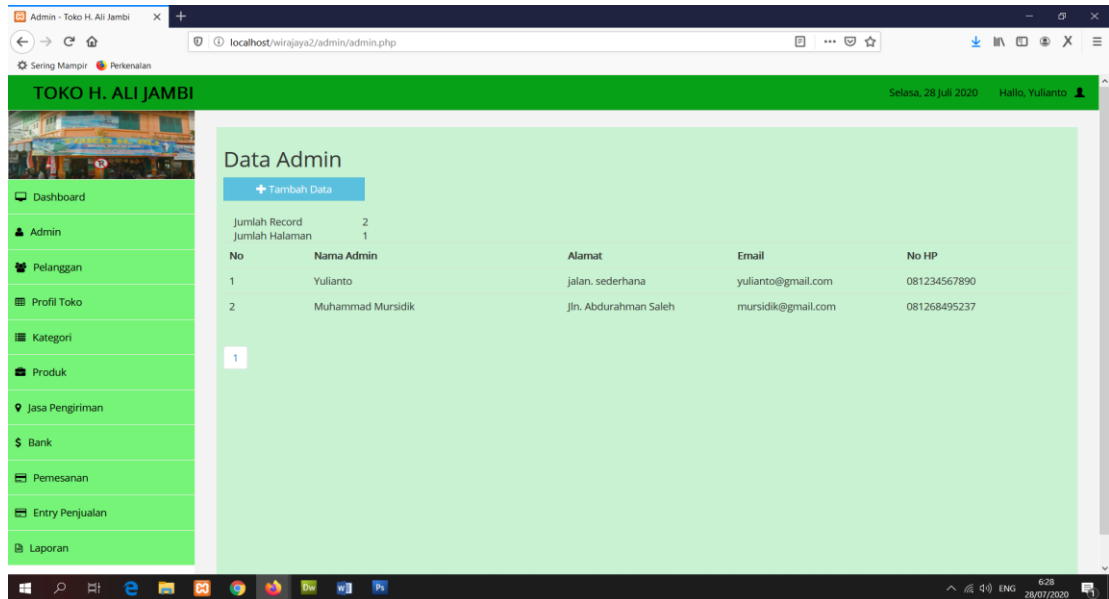 Admin - Toko H. Ali Jambi
localhost/wirajaya2/admin/admin.php
Sering Mampir Perkenalan
TOKO H. ALI JAMBI
Selasa, 28 Juli 2020 Hallo, Yulianto
Dashboard
Admin
Pelanggan
Profil Toko
Kategori
Produk
Jasa Pengiriman
$ Bank
Pemesanan
Entry Penjualan
Laporan
Data Admin
Tambah Data
Jumlah Record 2
Jumlah Halaman 1
No Nama Admin Alamat Email No HP
1 Yulianto jalan. sederhana yulianto@gmail.com 081234567890
2 Muhammad Mursidik Jln. Abdurahman Saleh mursidik@gmail.com 081268495237
1
Dw
Ps
ENG
6:28
28/07/2020